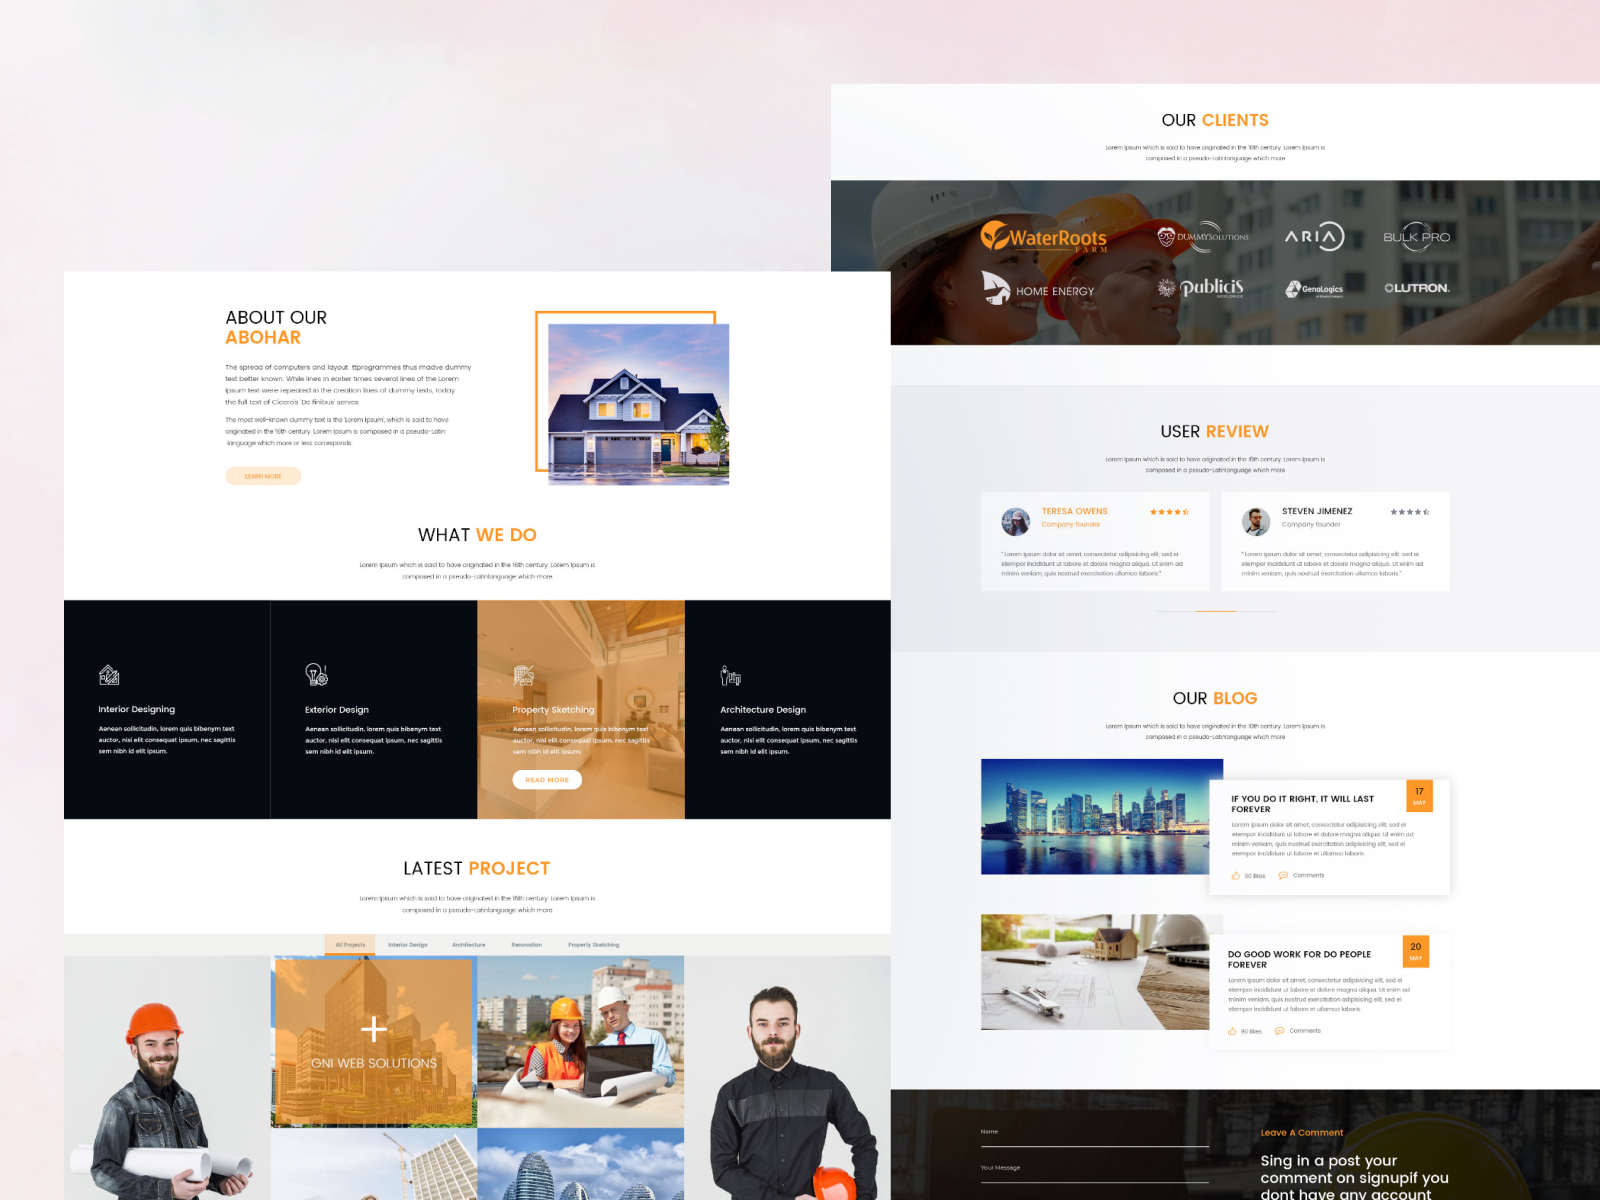 ABOUT OUR
ABOHAR
The spread of computers and layout ttprogrammes thus madve dummy
text better known. While lines in earlier times several lines of the Lorem
Ipsum text were repeated in the creation lines of dummy texts, today
the full text of Cicero's 'De Finibus' serves
The most well-known dummy text is the 'Lorem Ipsum', which is said to have
originated in the 16th century. Lorem Ipsum is composed in a pseudo-Latin
language which more or less corresponds.
LEARN MORE
WHAT WE DO
Lorem Ipsum which is said to have originated in the 16th century. Lorem Ipsum is
composed in a pseudo-Latinlanguage which more
Interior Designing
Aenean sollicitudin, lorem quis bibenym text
auctor, nisi elit consequat ipsum, nec sagittis
sem nibh id elit ipsum.
Exterior Design
Aenean sollicitudin, lorem quis bibenym text
auctor, nisi elit consequat ipsum, nec sagittis
sem nibh id elit ipsum.
Property Sketching
Aenean sollicitudin, lorem quis bibenym text
auctor, nisi elit consequat ipsum, nec sagittis
sem nibh id elit ipsum.
READ MORE
Architecture Design
Aenean sollicitudin, lorem quis bibenym text
auctor, nisi elit consequat ipsum, nec sagittis
sem nibh id elit ipsum.
LATEST PROJECT
Lorem Ipsum which is said to have originated in the 16th century. Lorem Ipsum is
composed in a pseudo-Latinlanguage which more
All Projects Interior Design Architecture Renovation Property Sketching
GNI WEB SOLUTIONS
OUR CLIENTS
Lorem Ipsum which is said to have originated in the 16th century. Lorem Ipsum is
composed in a pseudo-Latinlanguage which more
WaterRoots
FARM
DUMMYSOLUTIONS
ARIA
BULK PRO
HOME ENERGY
publicis
WORLDWIDE
GenoLogics
LUTRON.
USER REVIEW
Lorem Ipsum which is said to have originated in the 16th century. Lorem Ipsum is
composed in a pseudo-Latinlanguage which more
TERESA OWENS
Company founder
" Lorem ipsum dolor sit amet, consectetur adipisicing elit, sed ei
etempor incididunt ut labore et dolore magna aliqua. Ut enim ad
minim veniam, quis nostrud exercitation ullamco laboris."
STEVEN JIMENEZ
Company founder
" Lorem ipsum dolor sit amet, consectetur adipisicing elit, sed ei
etempor incididunt ut labore et dolore magna aliqua. Ut enim ad
minim veniam, quis nostrud exercitation ullamco laboris."
OUR BLOG
Lorem Ipsum which is said to have originated in the 16th century. Lorem Ipsum is
composed in a pseudo-Latinlanguage which more
IF YOU DO IT RIGHT, IT WILL LAST
FOREVER
17
MAY
Lorem ipsum dolor sit amet, consectetur adipisicing elit, sed ei
etempor incididunt ut labore et dolore magna aliqua. Ut enim ad
minim veniam, quis nostrud exercitation aliquip laboris
etempor incididunt ut labore et ullamco laboris.
90 likes Comments
DO GOOD WORK FOR DO PEOPLE
FOREVER
20
MAY
Lorem ipsum dolor sit amet, consectetur adipisicing elit, sed ei
etempor incididunt ut labore et dolore magna aliqua. Ut enim ad
minim veniam, quis nostrud exercitation aliquip laboris.
etempor incididunt ut labore et ullamco laboris.
90 likes Comments
Name
Your Message
Leave A Comment
Sing in a post your
comment on signupif you
dont have any account